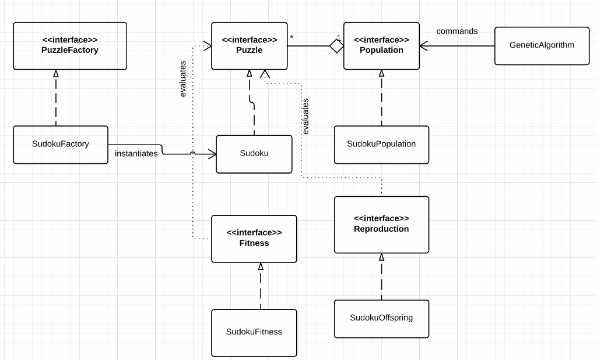 commands
<<interface>>
PuzzleFactory
<<interface>>
Puzzle
*
<<interface>>
Population
GeneticAlgorithm
evaluates
evaluates
SudokuFactory
instantiates
Sudoku
SudokuPopulation
<<interface>>
Fitness
<<interface>>
Reproduction
SudokuFitness
SudokuOffspring